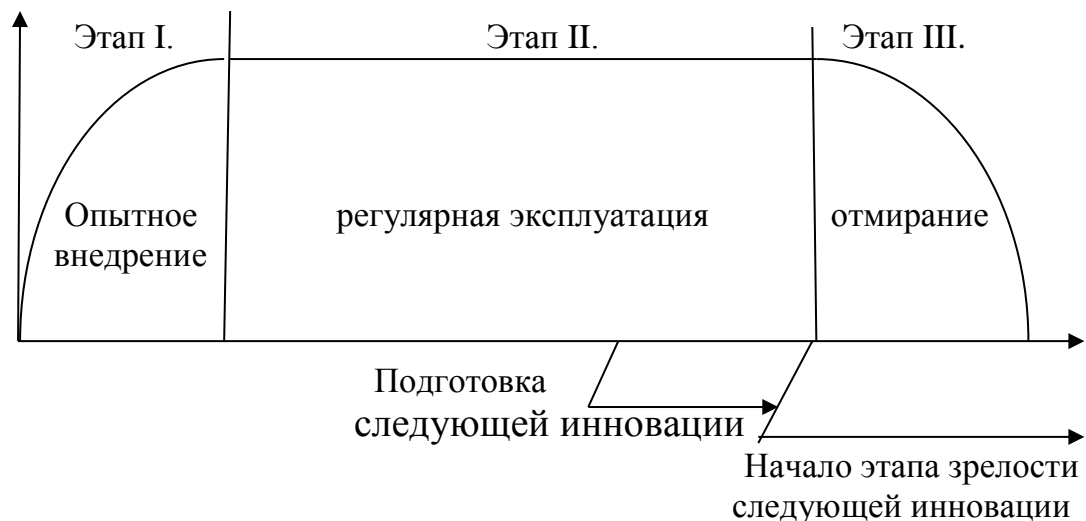 Этап I.
Этап II.
Этап III.
Опытное
внедрение
регулярная эксплуатация
отмирание
Подготовка
следующей инновации
Начало этапа зрелости
следующей инновации